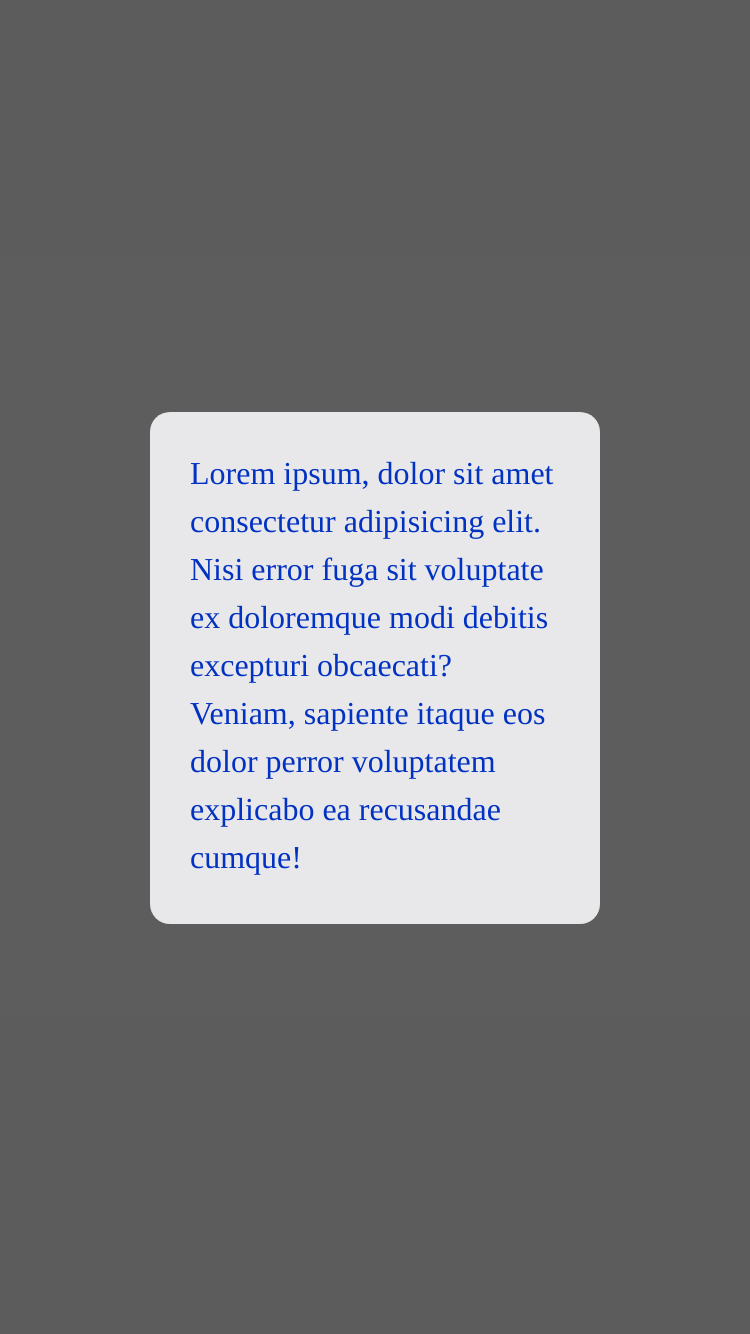 Lorem ipsum, dolor sit amet
consectetur adipisicing elit.
Nisi error fuga sit voluptate
ex doloremque modi debitis
excepturi obcaecati?
Veniam, sapiente itaque eos
dolor perror voluptatem
explicabo ea recusandae
cumque!